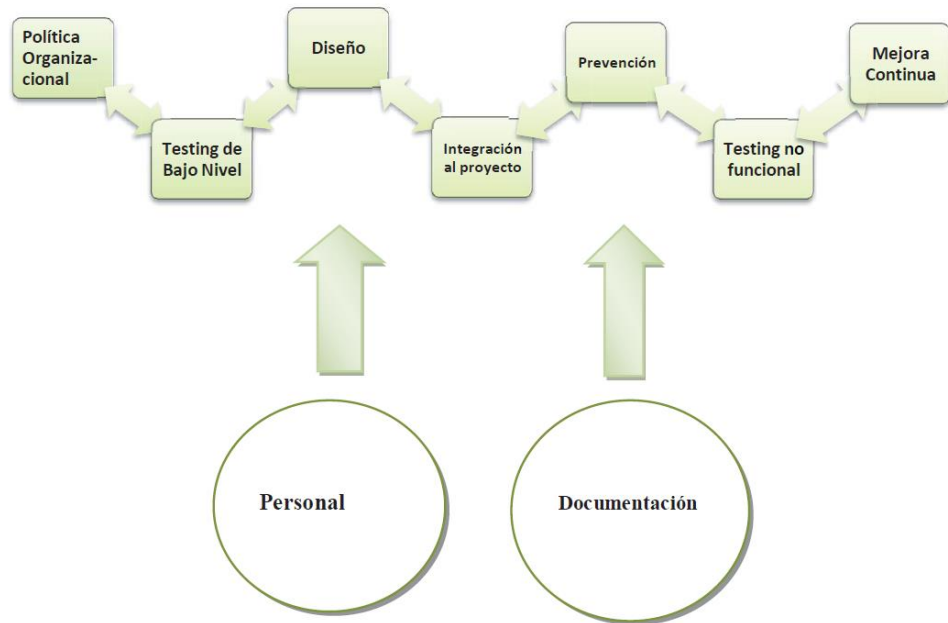 Política
Organiza-
cional
Testing de
Bajo Nivel
Diseño
Integración
al proyecto
Prevención
Testing no
funcional
Mejora
Continua
Personal
Documentación